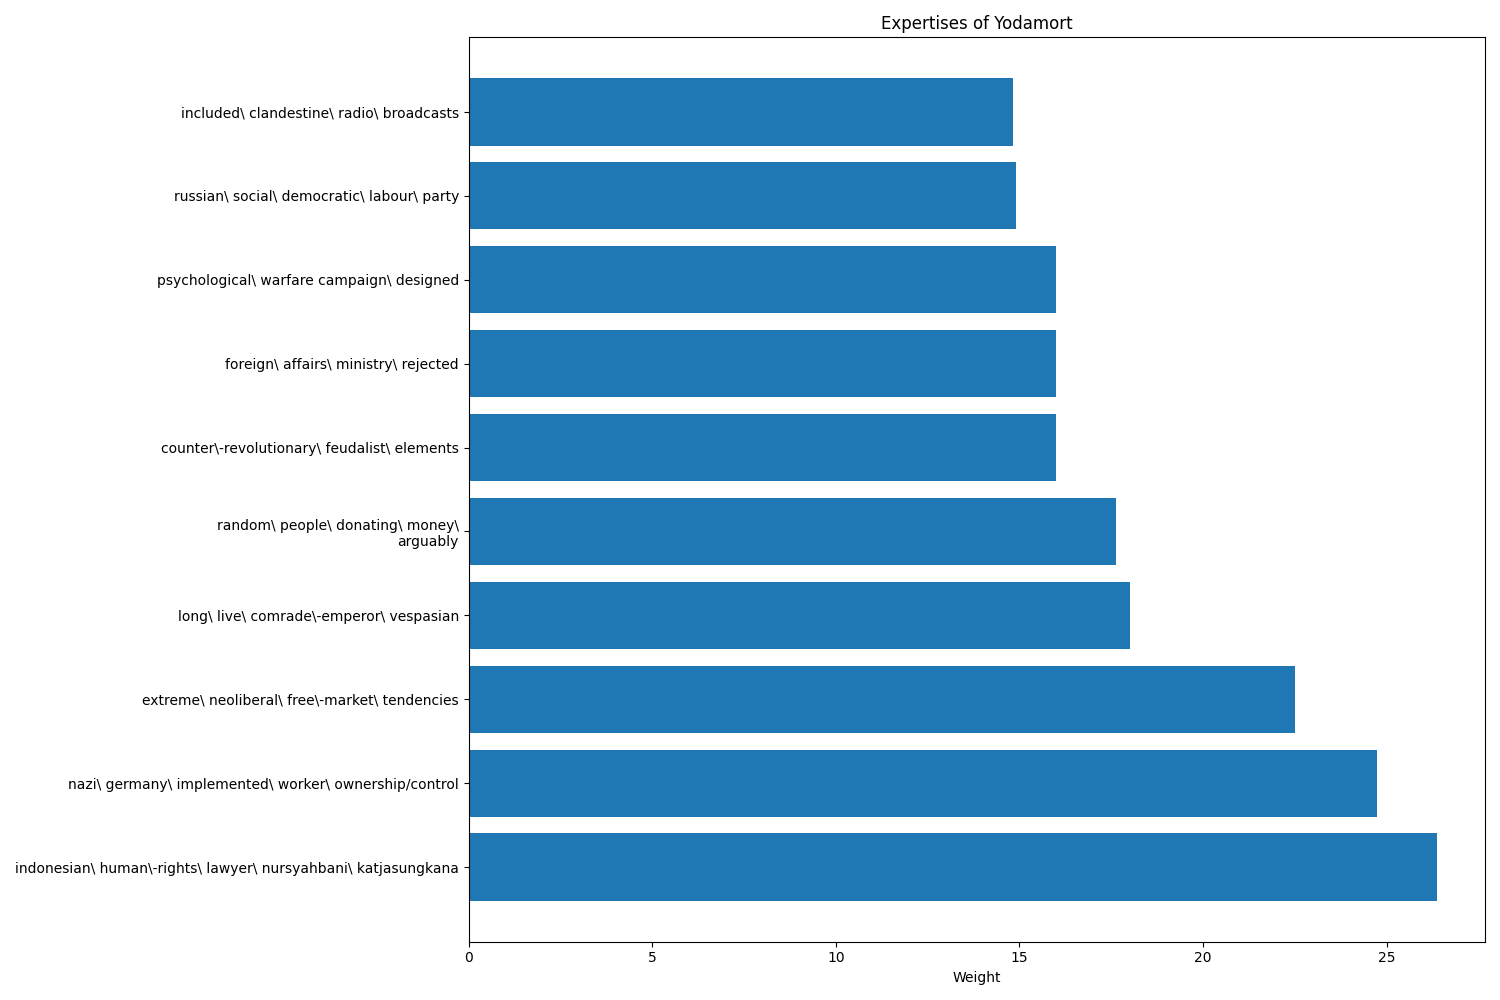 Expertises of Yodamort
included\ clandestine\ radio\ broadcasts
russian\ social\ democratic\ labour\ party
psychological\ warfare campaign\ designed
foreign\ affairs\ ministry\ rejected
counter\-revolutionary\ feudalist\ elements
random\ people\ donating\ money\
arguably
long\ live\ comrade\-emperor\ vespasian
extreme\ neoliberal\ free\-market\ tendencies
nazi\ germany\ implemented\ worker\ ownership/control
indonesian\ human\-rights\ lawyer\ nursyahbani\ katjasungkana
0 5 10 15 20 25
Weight